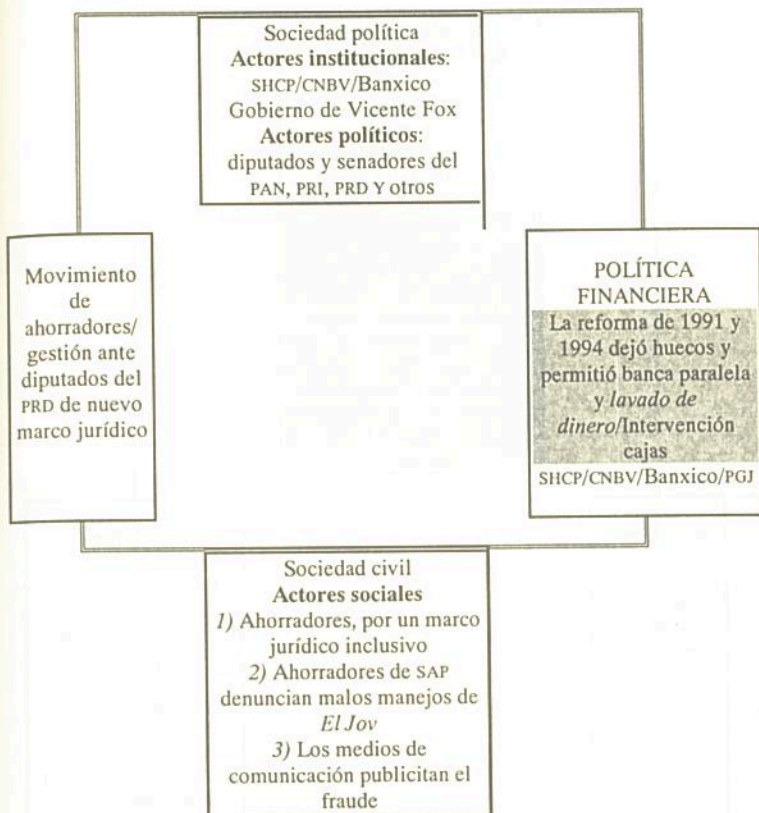 Sociedad política
Actores institucionales:
SHCP/CNBV/Banxico
Gobierno de Vicente Fox
Actores políticos:
diputados y senadores del
PAN, PRI, PRD Y otros
Movimiento
de
ahorradores/
gestión ante
diputados del
PRD de nuevo
marco jurídico
POLÍTICA
FINANCIERA
La reforma de 1991 y
1994 dejó huecos y
permitió banca paralela
y lavado de
dinero/Intervención
cajas
SHCP/CNBV/Banxico/PGJ
Sociedad civil
Actores sociales
1) Ahorradores, por un marco
jurídico inclusivo
2) Ahorradores de SAP
denuncian malos manejos de
El Jov
3) Los medios de
comunicación publicitan el
fraude